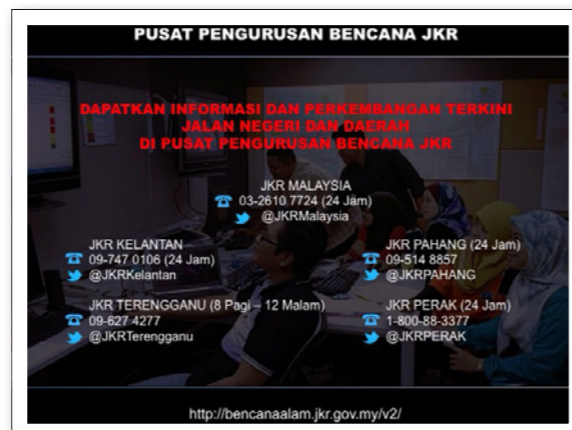 PUSAT PENGURUSAN BENCANA JKR
DAPATKAN INFORMASI DAN PERKEMBANGAN TERKINI
JALAN NEGERI DAN DAERAH
DI PUSAT PENGURUSAN BENCANA JKR
JKR MALAYSIA
03-2610 7724 (24 Jam)
@JKRMalaysia
JKR KELANTAN
09-747 0106 (24 Jam)
@JKRKelantan
JKR PAHANG (24 Jam)
09-514 8857
@JKRPAHANG
JKR TERENGGANU (8 Pagi – 12 Malam)
09-627 4277
@JKRTerengganu
JKR PERAK (24 Jam)
1-800-88-3377
@JKRPERAK
http://bencanaalam.jkr.gov.my/v2/